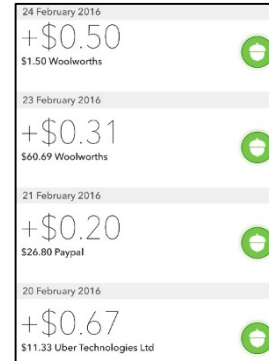 24 February 2016
+$0.50
$1.50 Woolworths
23 February 2016
+$0.31
$60.69 Woolworths
21 February 2016
+$0.20
$26.80 Paypal
20 February 2016
+$0.67
$11.33 Uber Technologies Ltd